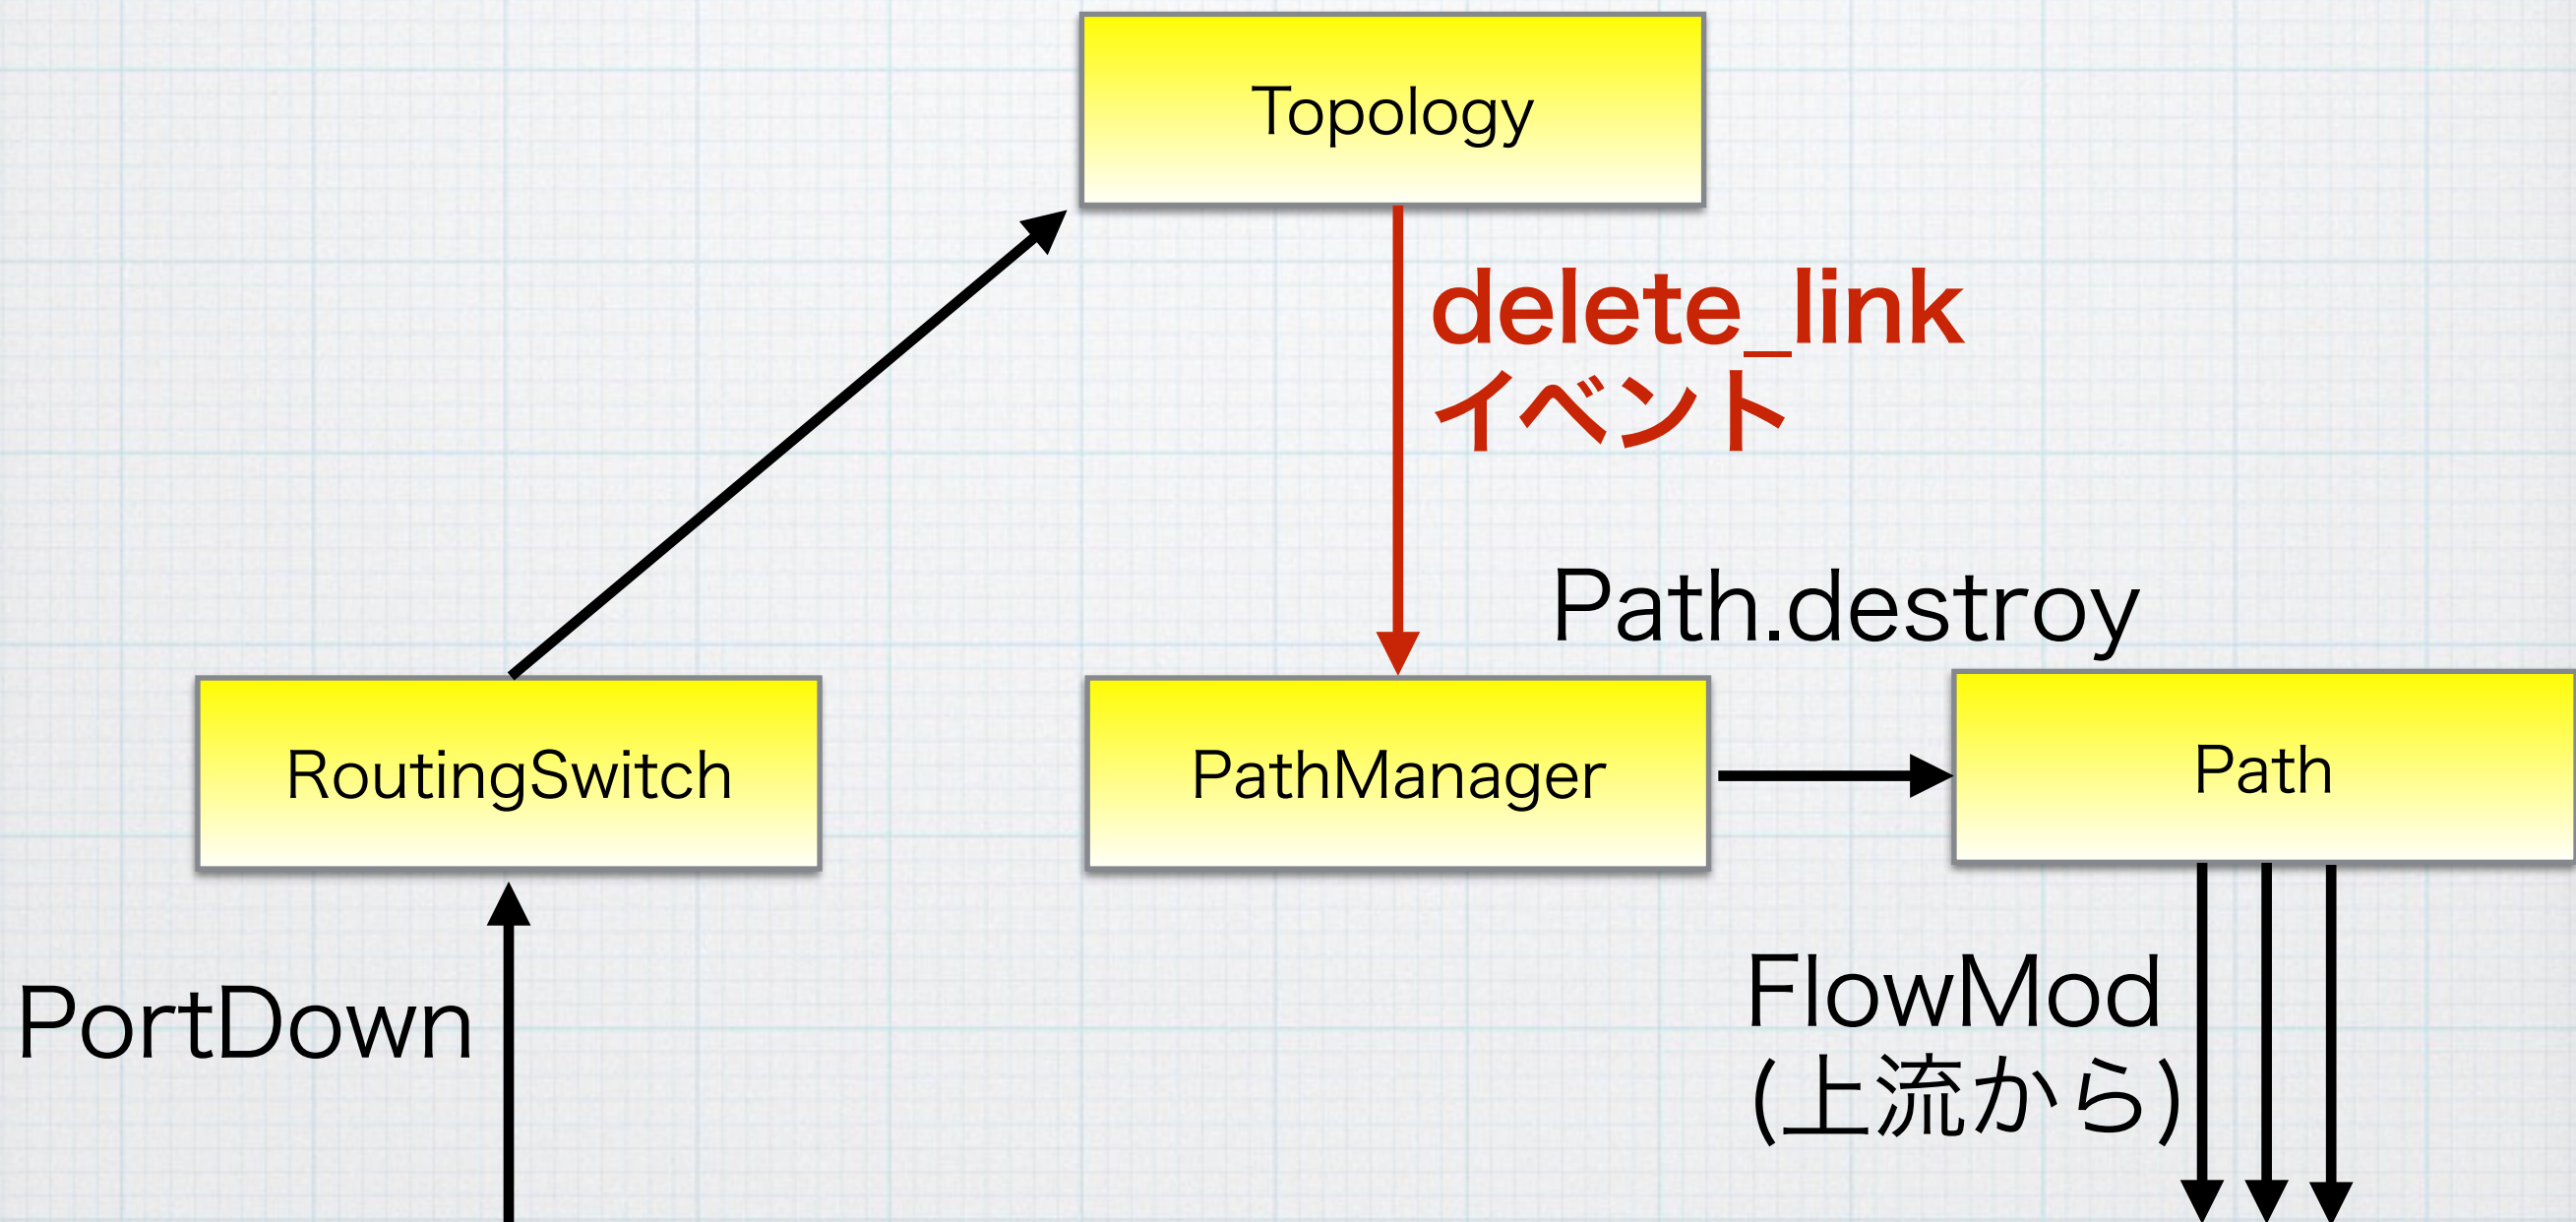 Topology
delete_link
イベント
Path.destroy
RoutingSwitch
PathManager
Path
PortDown
FlowMod
(上流から)